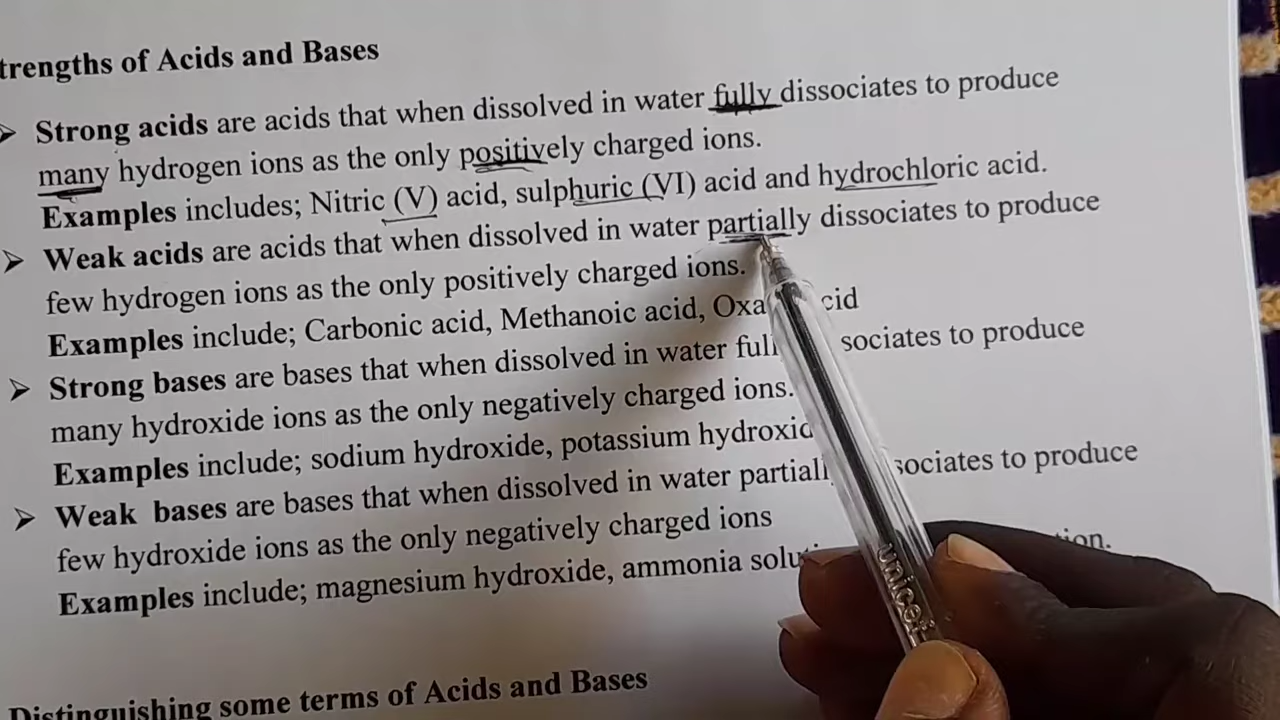 trengths of Acids and Bases
Strong acids are acids that when dissolved in water fully dissociates to produce
many hydrogen ions as the only positively charged ions.
Examples includes; Nitric (V) acid, sulphuric (VI) acid and hydrochloric acid.
Weak acids are acids that when dissolved in water partially dissociates to produce
few hydrogen ions as the only positively charged ions.
Examples include; Carbonic acid, Methanoic acid, Oxa cid
Strong bases are bases that when dissolved in water full sociates to produce
many hydroxide ions as the only negatively charged ions.
Examples include; sodium hydroxide, potassium hydroxid
Weak bases are bases that when dissolved in water partiall sociates to produce
few hydroxide ions as the only negatively charged ions
Examples include; magnesium hydroxide, ammonia solu tion.
Distinguishing some terms of Acids and Bases
unicef